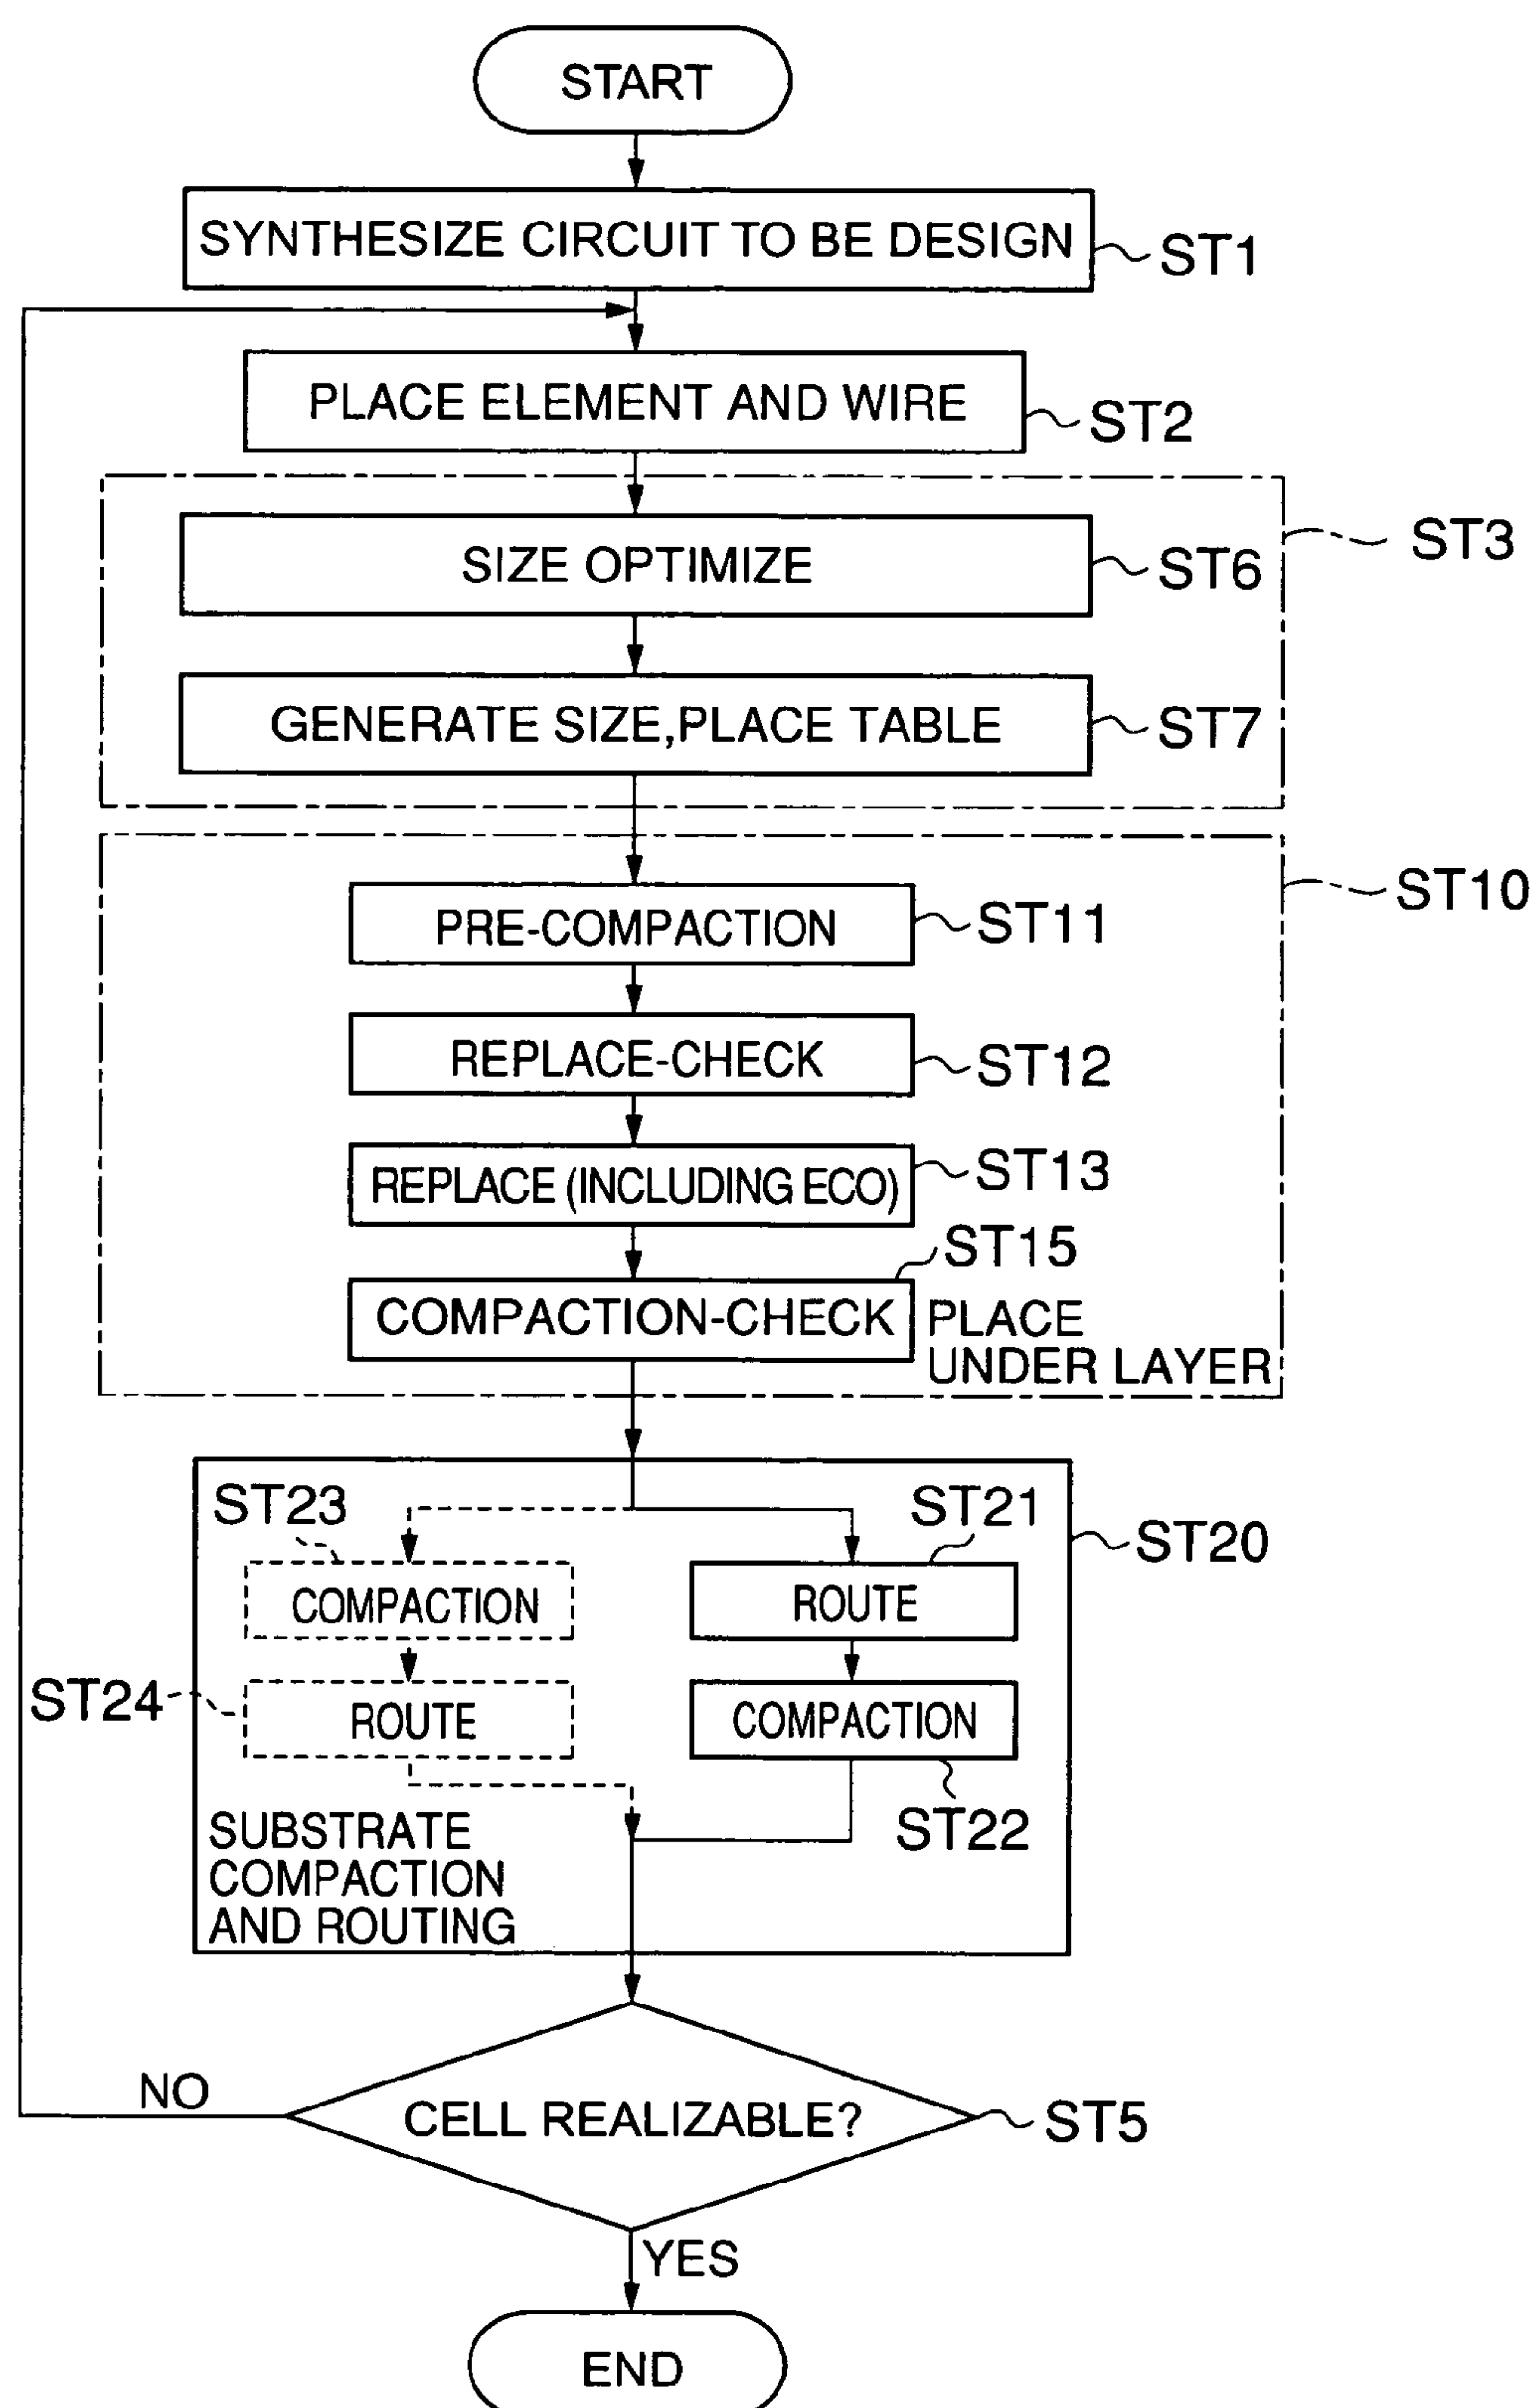 START
SYNTHESIZE CIRCUIT TO BE DESIGN
ST1
PLACE ELEMENT AND WIRE
ST2
ST3
SIZE OPTIMIZE
ST6
GENERATE SIZE,PLACE TABLE
ST7
ST10
PRE-COMPACTION
ST11
REPLACE-CHECK
ST12
REPLACE (INCLUDING ECO)
ST13
ST15
COMPACTION-CHECK
PLACE
UNDER LAYER
ST23
ST21
ST20
COMPACTION
ROUTE
ST24
ROUTE
COMPACTION
ST22
SUBSTRATE
COMPACTION
AND ROUTING
NO
CELL REALIZABLE?
ST5
YES
END